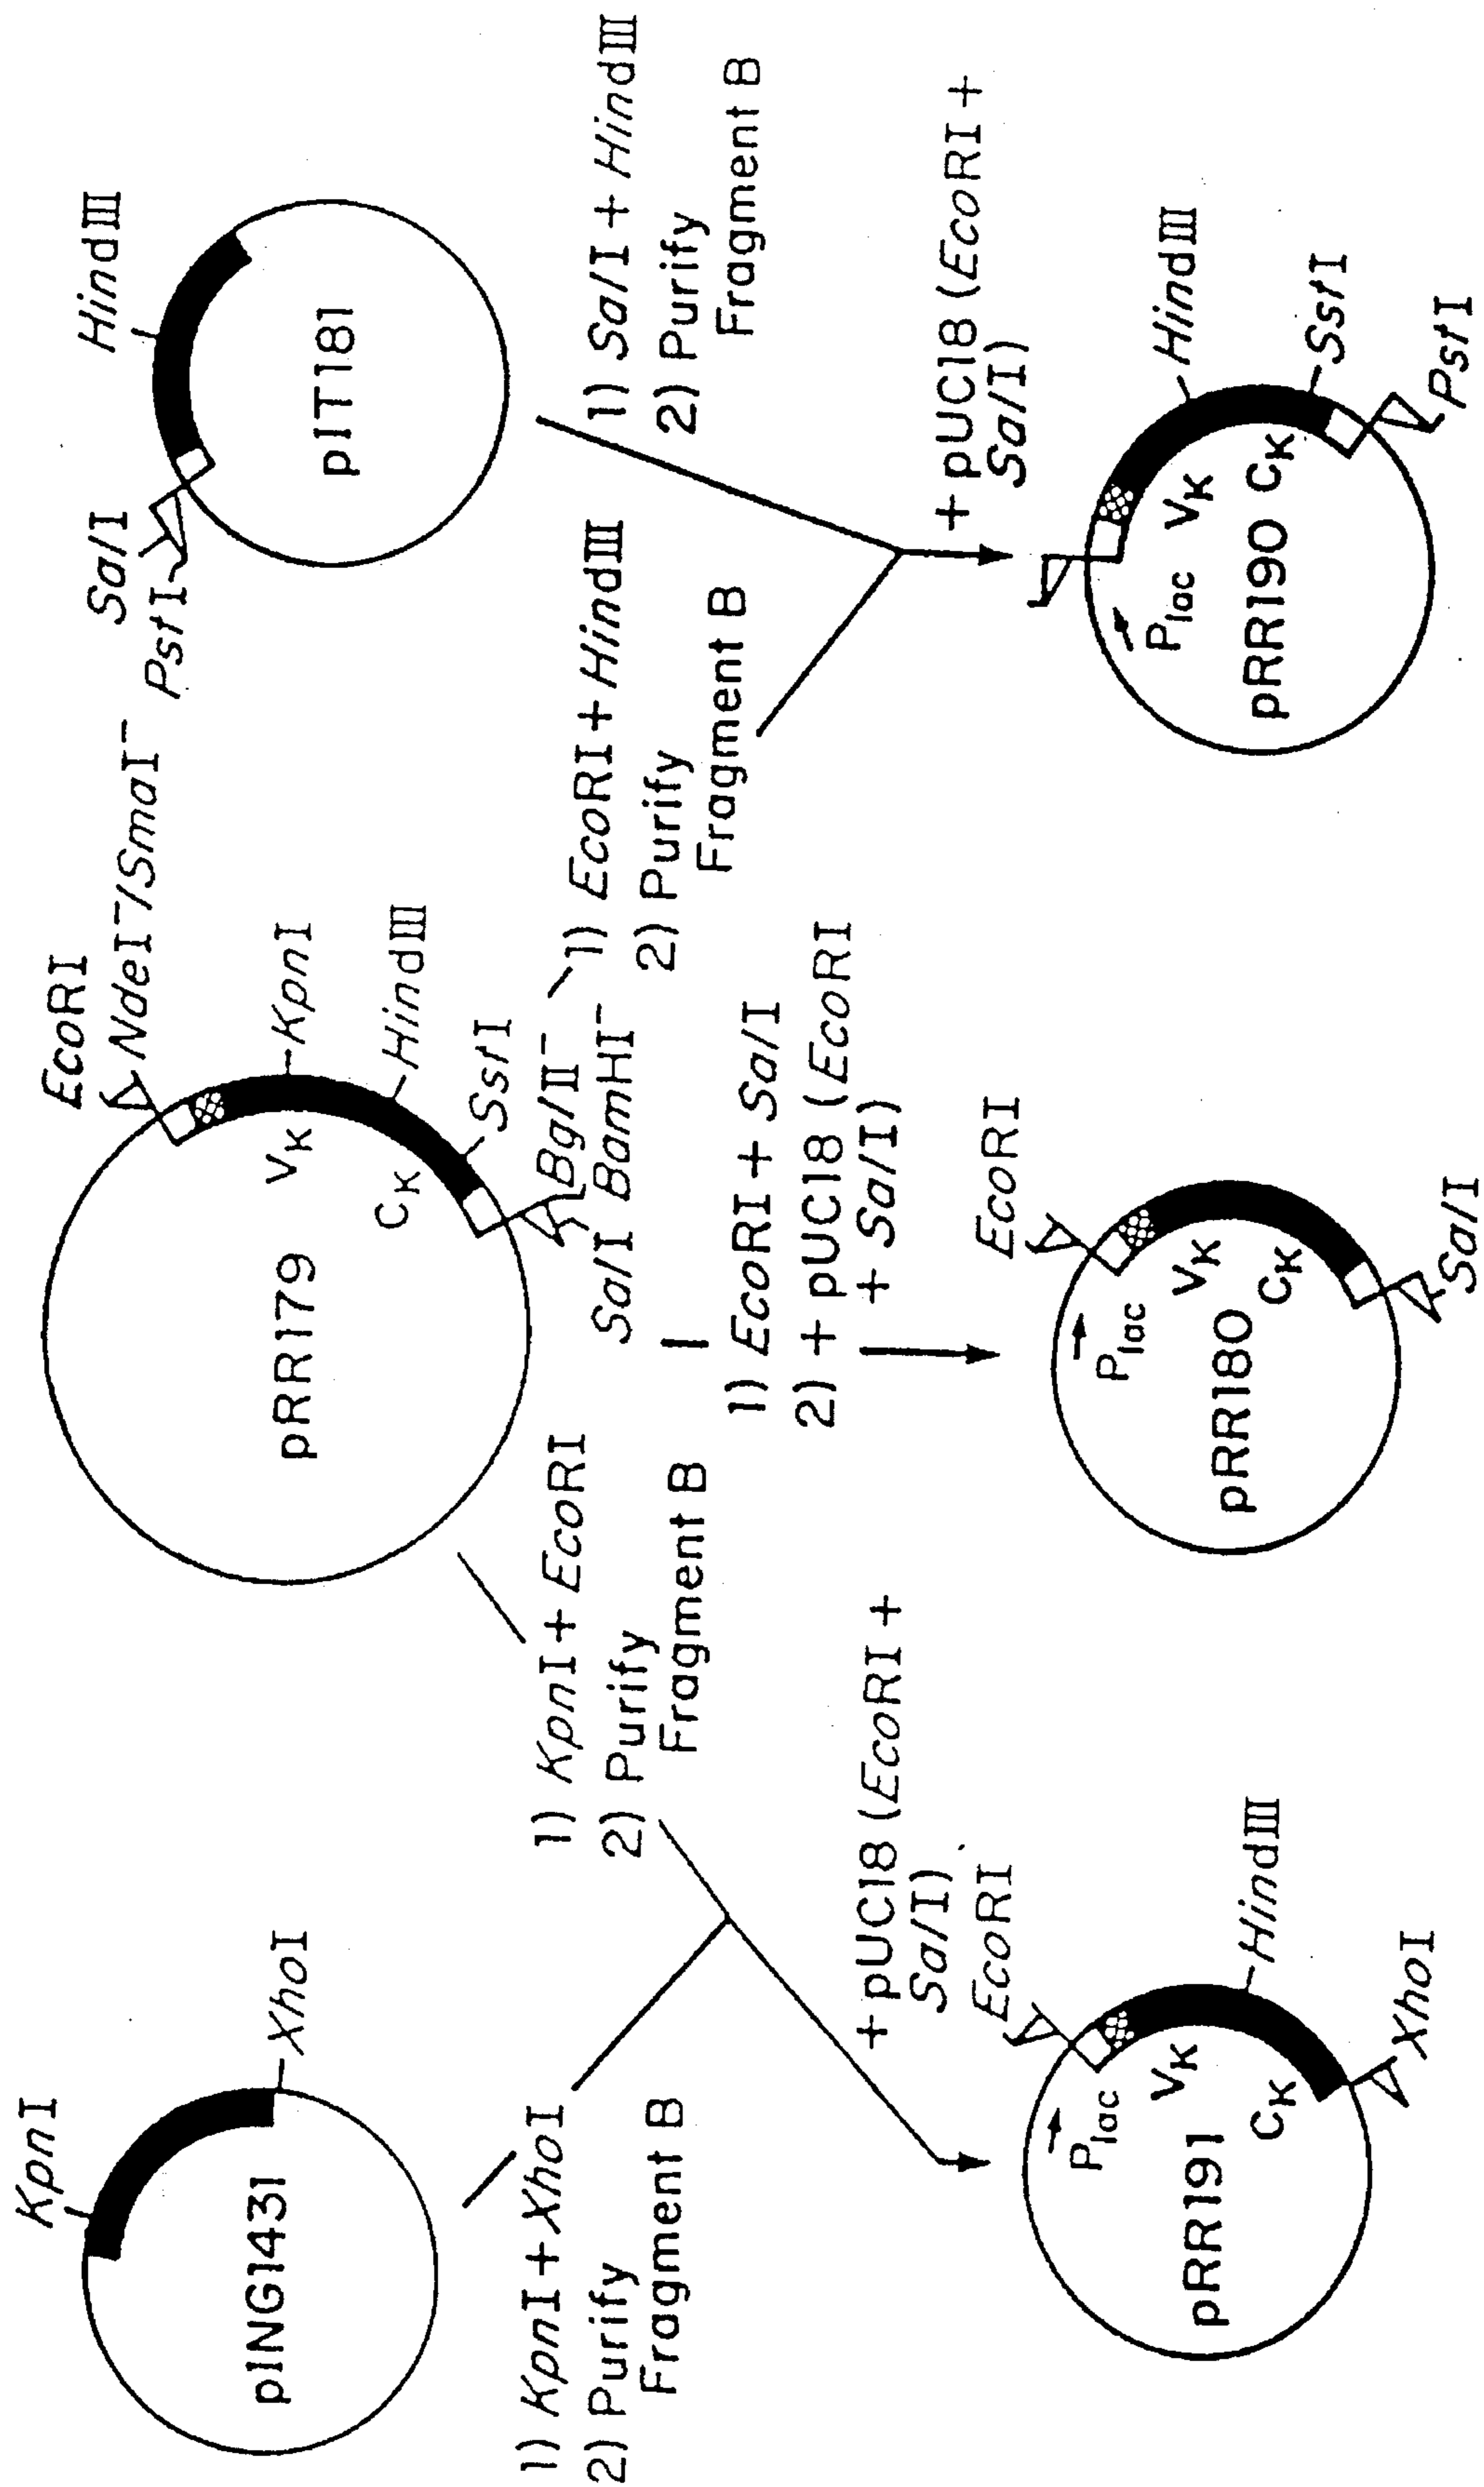 KpnI
XhoI
pING1431
1) KpnI+XhoI
2) Purify
Fragment B
EcoRI
NdeI⁻/SmaI⁻
KpnI
HindIII
SstI
BglII⁻
SalI BamHI⁻
VK
CK
pRR179
1) KpnI+EcoRI
2) Purify
Fragment B
1) EcoRI+SalI
2) + pUC18 (EcoRI
+ SalI)
1) EcoRI+HindIII
2) Purify
Fragment B
SalI
PstI
HindIII
pIT181
1) SalI+HindIII
2) Purify
Fragment B
+ pUC18 (EcoRI +
SalI)
EcoRI
Plac
VK
CK
HindIII
XhoI
pRR191
EcoRI
Plac
VK
CK
SalI
pRR180
+ pUC18 (EcoRI +
SalI)
Plac VK
HindIII
pRR190 CK
SstI
PstI